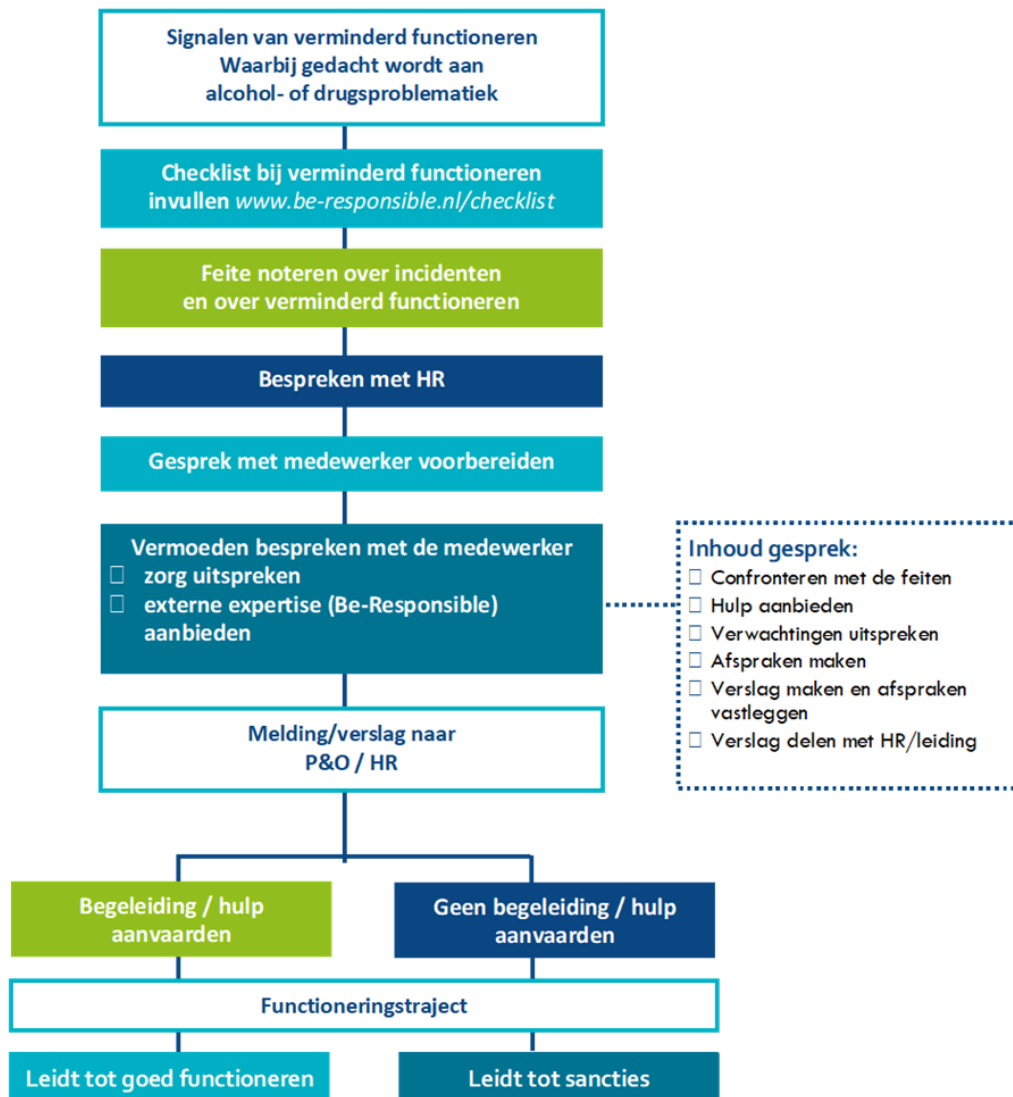 Signalen van verminderd functioneren
Waarbij gedacht wordt aan
alcohol- of drugsproblematiek
Checklist bij verminderd functioneren
invullen www.be-responsible.nl/checklist
Feite noteren over incidenten
en over verminderd functioneren
Bespreken met HR
Gesprek met medewerker voorbereiden
Vermoeden bespreken met de medewerker
zorg uitspreken
externe expertise (Be-Responsible)
aanbieden
Inhoud gesprek:
Confronteren met de feiten
Hulp aanbieden
Verwachtingen uitspreken
Afspraken maken
Verslag maken en afspraken
vastleggen
Verslag delen met HR/leiding
Melding/verslag naar
P&O / HR
Begeleiding / hulp
aanvaarden
Geen begeleiding / hulp
aanvaarden
Functioneringstraject
Leidt tot goed functioneren
Leidt tot sancties